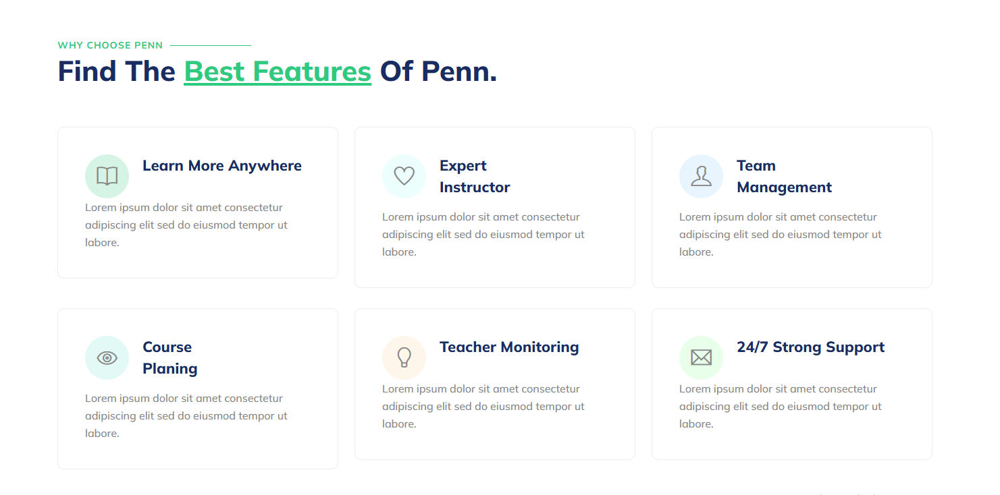 WHY CHOOSE PENN
Find The Best Features Of Penn.
Learn More Anywhere
Lorem ipsum dolor sit amet consectetur
adipiscing elit sed do eiusmod tempor ut
labore.
Expert
Instructor
Lorem ipsum dolor sit amet consectetur
adipiscing elit sed do eiusmod tempor ut
labore.
Team
Management
Lorem ipsum dolor sit amet consectetur
adipiscing elit sed do eiusmod tempor ut
labore.
Course
Planing
Lorem ipsum dolor sit amet consectetur
adipiscing elit sed do eiusmod tempor ut
labore.
Teacher Monitoring
Lorem ipsum dolor sit amet consectetur
adipiscing elit sed do eiusmod tempor ut
labore.
24/7 Strong Support
Lorem ipsum dolor sit amet consectetur
adipiscing elit sed do eiusmod tempor ut
labore.